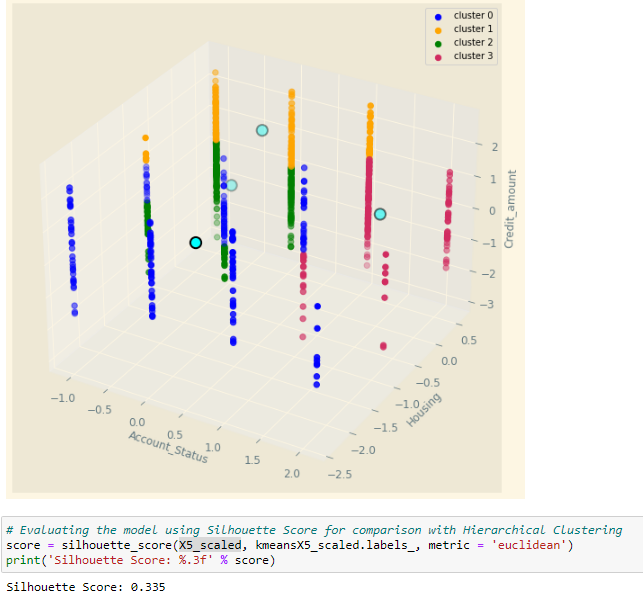 cluster 0
cluster 1
cluster 2
cluster 3
2
1
0
−1
−2
−3
Credit_amount
0.5
0.0
−0.5
−1.0
−1.5
−2.0
−2.5
Housing
−1.0
−0.5
0.0
0.5
1.0
1.5
2.0
Account_Status
# Evaluating the model using Silhouette Score for comparison with Hierarchical Clustering
score = silhouette_score(X5_scaled, kmeansX5_scaled.labels_, metric = 'euclidean')
print('Silhouette Score: %.3f' % score)
Silhouette Score: 0.335